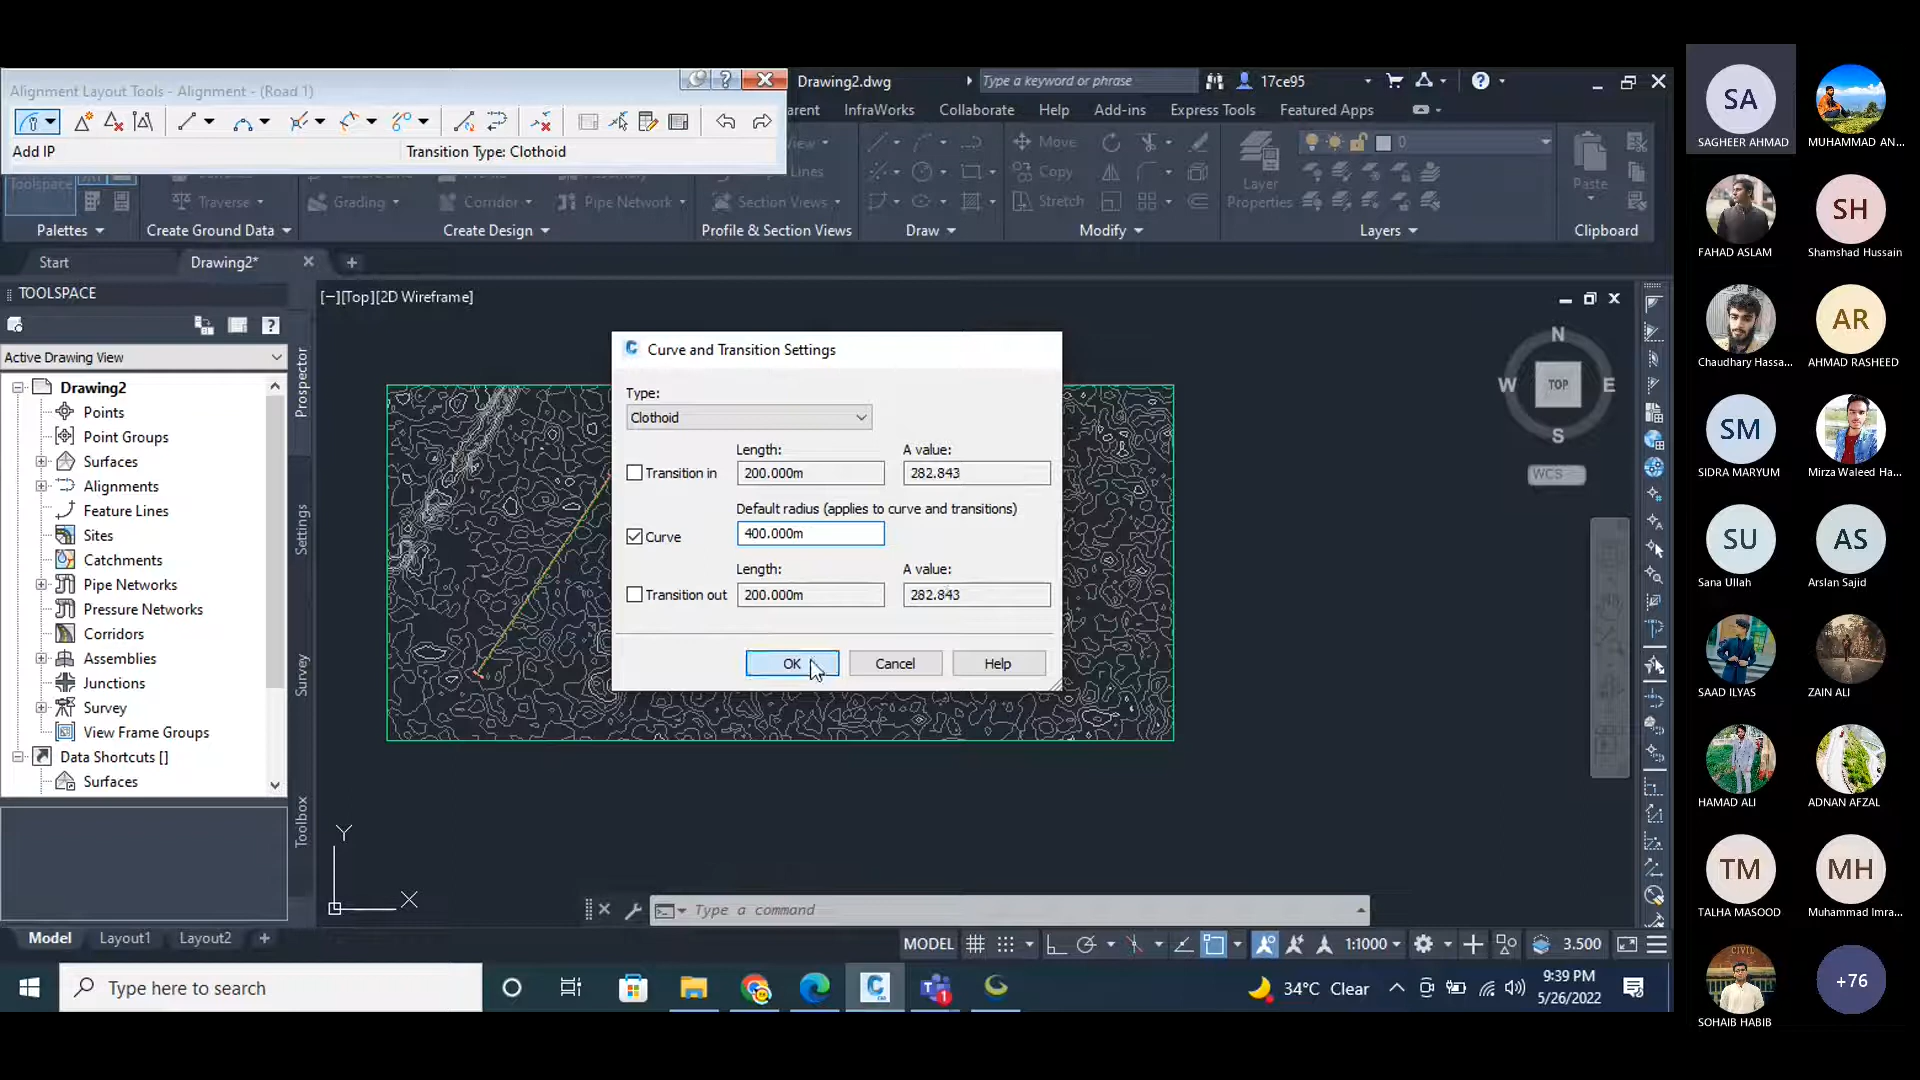 Alignment Layout Tools - Alignment - (Road 1)
Add IP
Transition Type: Clothoid
Drawing2.dwg
Type a keyword or phrase
17ce95
InfraWorks
Collaborate
Help
Add-ins
Express Tools
Featured Apps
Toolspace
Traverse
Grading
Corridor
Pipe Network
Section Views
Lines
Move
Copy
Stretch
Layer
Properties
0
Paste
Palettes
Create Ground Data
Create Design
Profile & Section Views
Draw
Modify
Layers
Clipboard
Start
Drawing2*
TOOLSPACE
Active Drawing View
Drawing2
Points
Point Groups
Surfaces
Alignments
Feature Lines
Sites
Catchments
Pipe Networks
Pressure Networks
Corridors
Assemblies
Junctions
Survey
View Frame Groups
Data Shortcuts []
Surfaces
Prospector
Settings
Survey
Toolbox
[−][Top][2D Wireframe]
Curve and Transition Settings
Type:
Clothoid
Length:
A value:
Transition in
200.000m
282.843
Default radius (applies to curve and transitions)
Curve
400.000m
Length:
A value:
Transition out
200.000m
282.843
OK
Cancel
Help
N
W
TOP
E
S
WCS
Y
X
Type a command
Model
Layout1
Layout2
MODEL
1:1000
3.500
Type here to search
1
34°C Clear
9:39 PM
5/26/2022
SA
SAGHEER AHMAD
MUHAMMAD AN...
FAHAD ASLAM
SH
Shamshad Hussain
Chaudhary Hassa...
AR
AHMAD RASHEED
SM
SIDRA MARYUM
Mirza Waleed Ha...
SU
Sana Ullah
AS
Arslan Sajid
SAAD ILYAS
ZAIN ALI
HAMAD ALI
ADNAN AFZAL
TM
TALHA MASOOD
MH
Muhammad Imra...
CIVIL
SOHAIB HABIB
+76